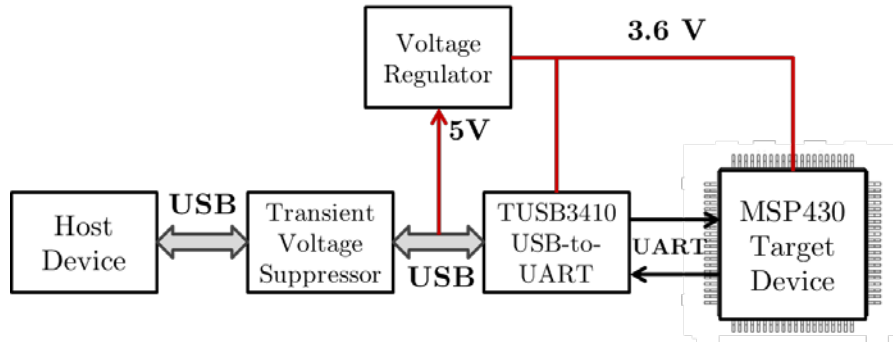 Voltage
Regulator
3.6 V
5V
Host
Device
USB
Transient
Voltage
Suppressor
USB
TUSB3410
USB-to-
UART
UART
MSP430
Target
Device